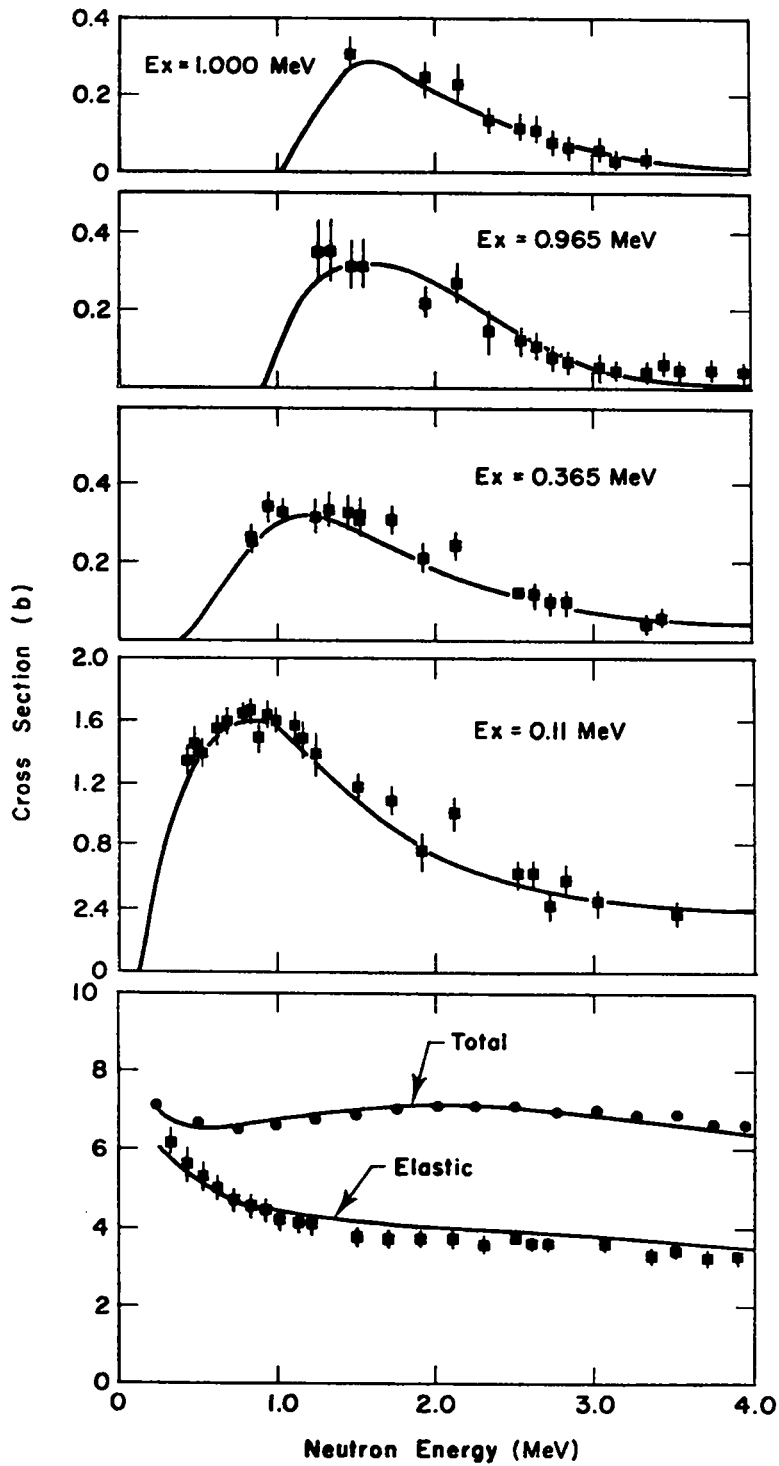 0.4
Ex = 1.000 MeV
0.2
0
0.4
Ex = 0.965 MeV
0.2
0.4
Ex = 0.365 MeV
0.2
Cross Section (b)
2.0
1.6
Ex = 0.11 MeV
1.2
0.8
2.4
0
10
Total
8
6
Elastic
4
2
0
0 1.0 2.0 3.0 4.0
Neutron Energy (MeV)